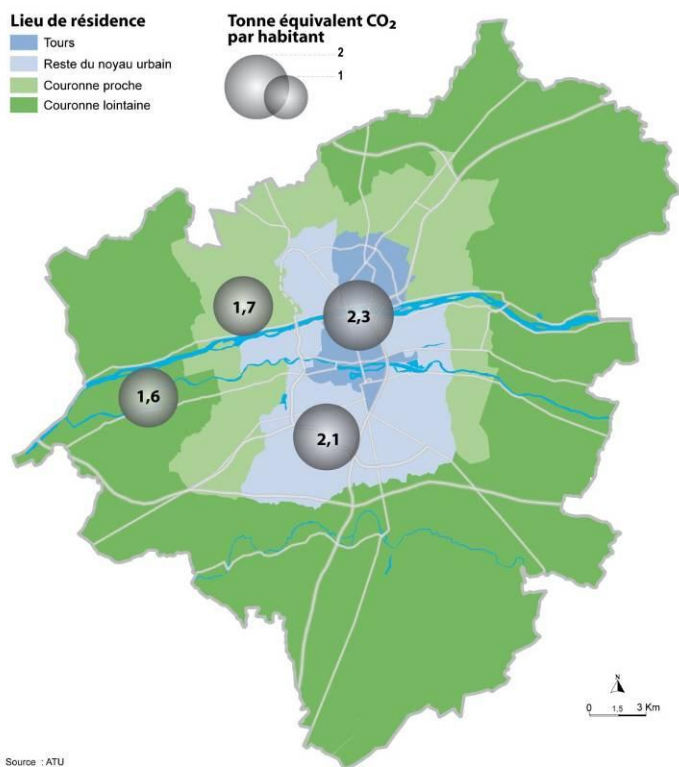 Lieu de résidence
Tours
Reste du noyau urbain
Couronne proche
Couronne lointaine
Tonne équivalent CO₂
par habitant
2
1
1,7
2,3
1,6
2,1
N
0 1,5 3 Km
Source : ATU